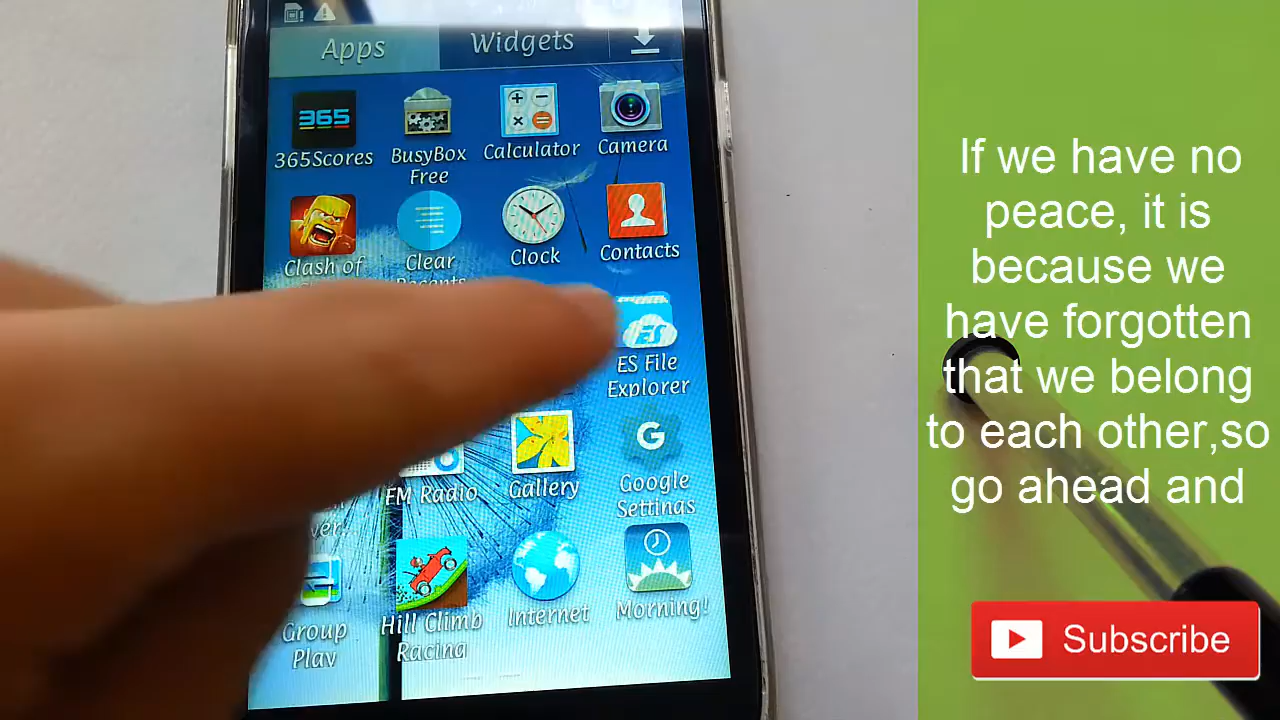 Apps Widgets
365
365Scores BusyBox Free Calculator Camera
Clash of Clear Recents Clock Contacts
ES
ES File Explorer
G
FM Radio Gallery Google Settings
Group Play Hill Climb Racing Internet Morning!
If we have no
peace, it is
because we
have forgotten
that we belong
to each other,so
go ahead and
Subscribe